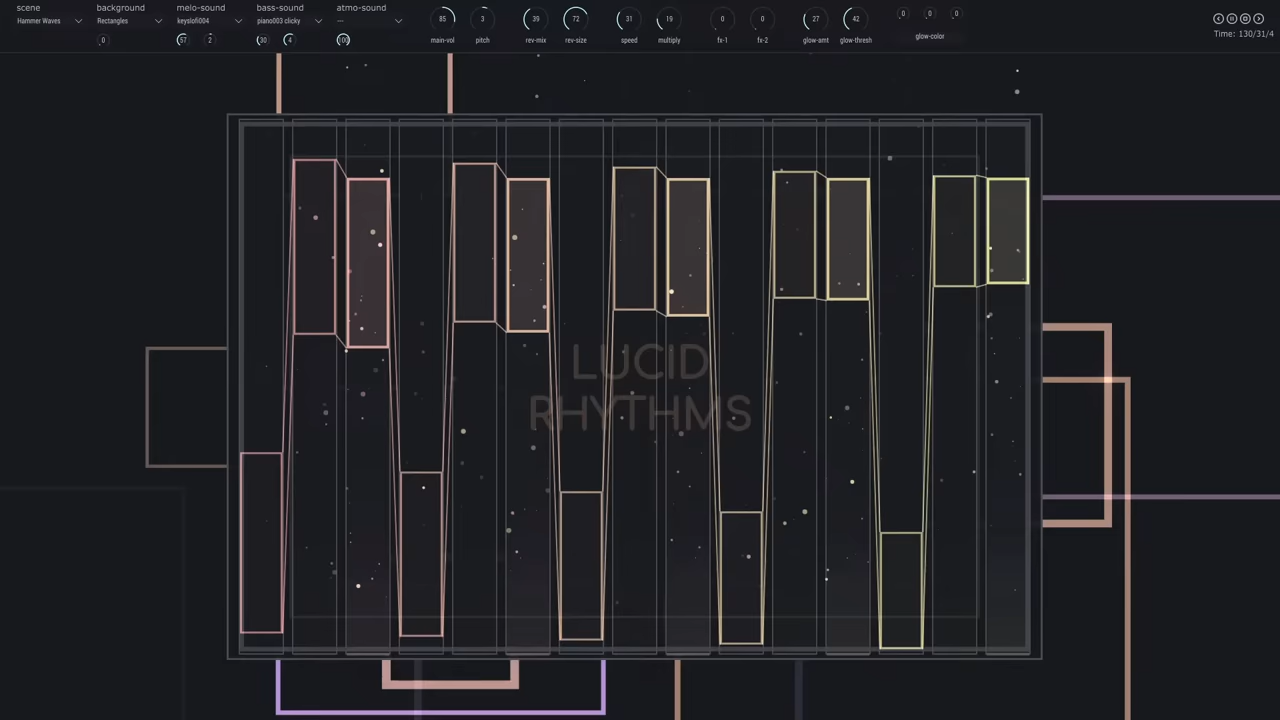 scene background melo-sound bass-sound atmo-sound
Hammer Waves Rectangles keyslofi004 piano003 clicky ---
85 3 39 72 31 19 0 0 27 42 0 0 0
0 57 2 30 4 100
main-vol pitch rev-mix rev-size speed multiply fx-1 fx-2 glow-amt glow-thresh glow-color
Time: 130/31/4
LUCID
RHYTHMS